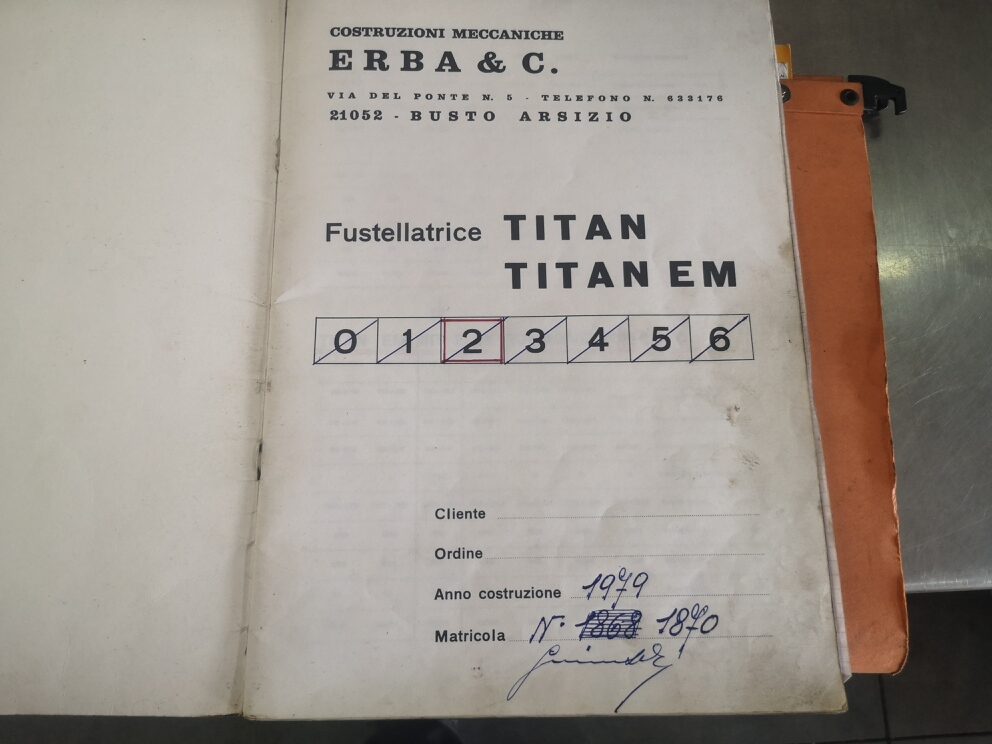 COSTRUZIONI MECCANICHE
ERBA & C.
VIA DEL PONTE N. 5 - TELEFONO N. 633176
21052 - BUSTO ARSIZIO
Fustellatrice TITAN
TITAN EM
0 1 2 3 4 5 6
Cliente
Ordine
Anno costruzione 1979
Matricola N. 1868 1870